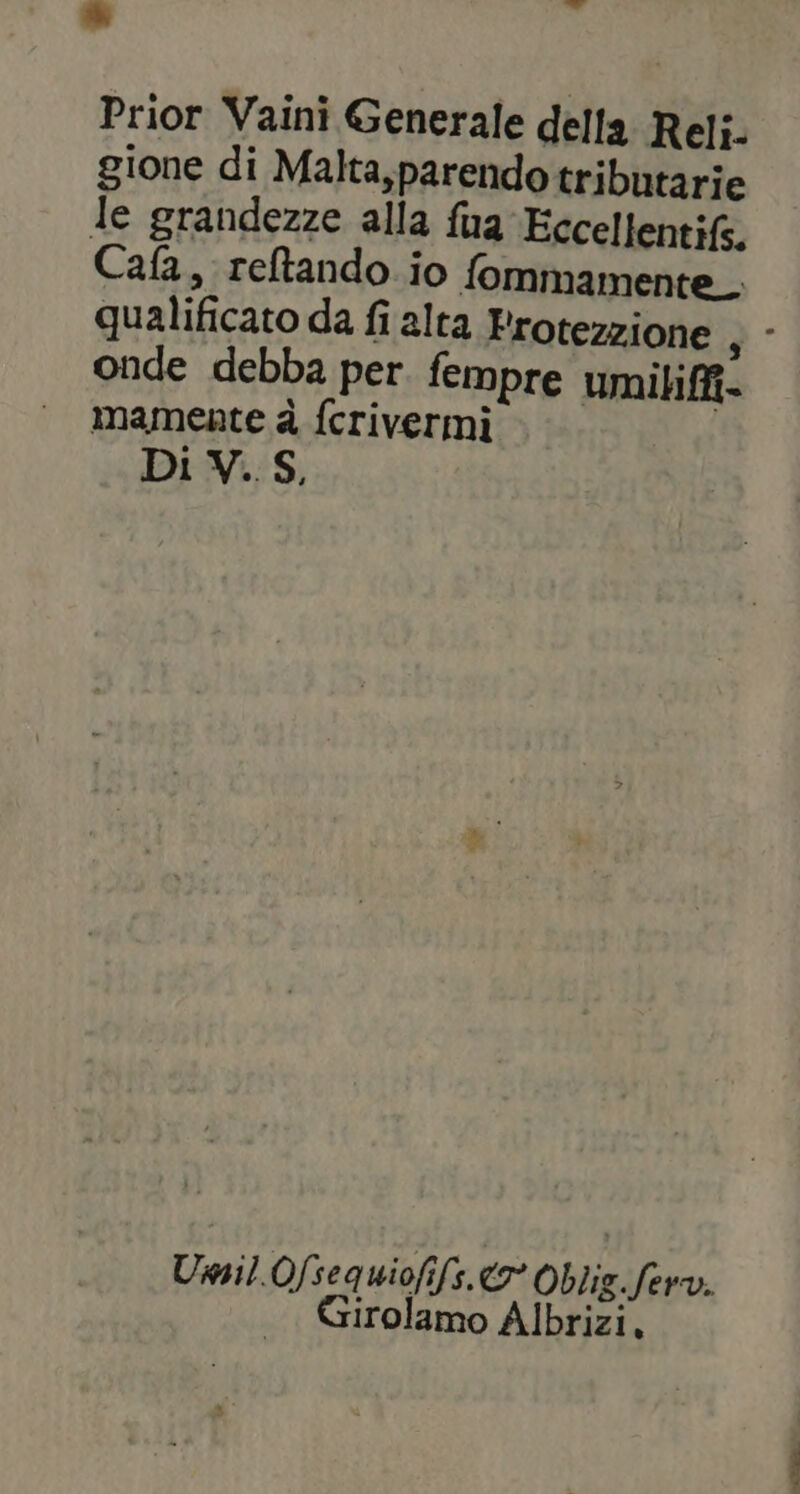 Prior Vaini Generale della Reli-
gione di Malta, parendo tributarie
le grandezze alla ſua Eccellentiſs.
Caſa, reſtando io ſommamente
qualificato da ſi alta Protezzione,
onde debba per ſempre umiliſſi-
mamente à ſcrivermi
Di V. S.
Umil. Oſsequioſiſs. & Oblig. ſerv.
Girolamo Albrizi.